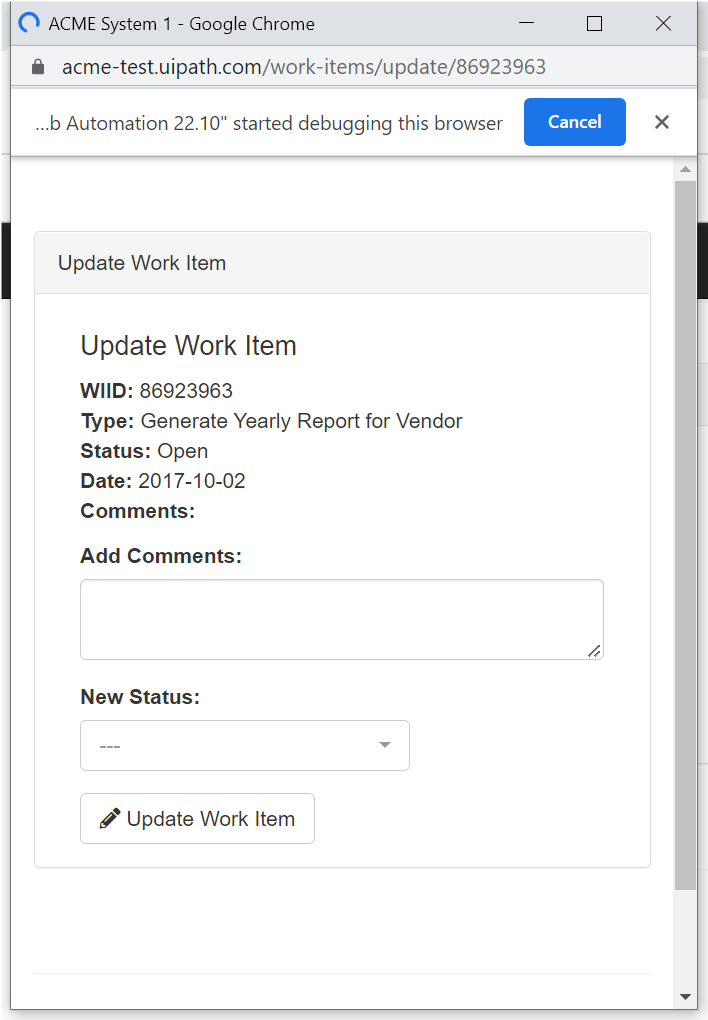 ACME System 1 - Google Chrome
acme-test.uipath.com/work-items/update/86923963
...b Automation 22.10" started debugging this browser
Cancel
Update Work Item
Update Work Item
WIID: 86923963
Type: Generate Yearly Report for Vendor
Status: Open
Date: 2017-10-02
Comments:
Add Comments:
New Status:
---
Update Work Item